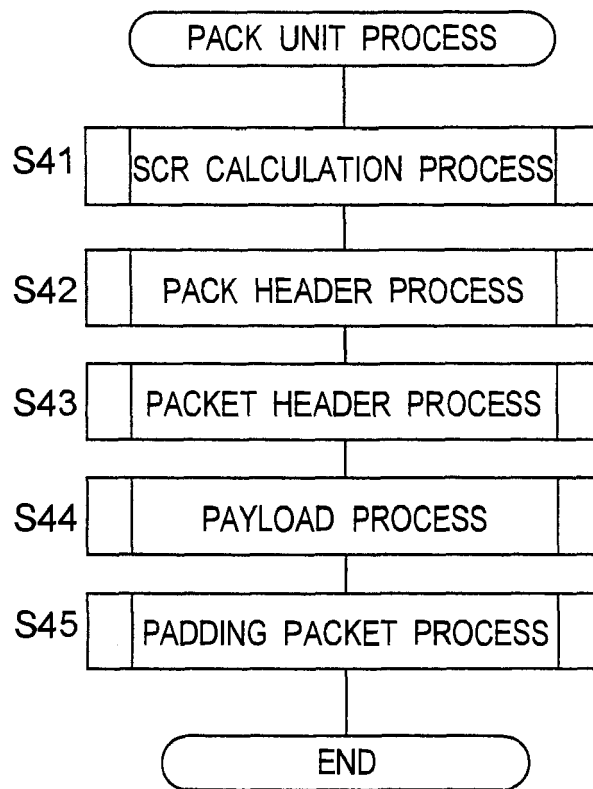 PACK UNIT PROCESS
S41 SCR CALCULATION PROCESS
S42 PACK HEADER PROCESS
S43 PACKET HEADER PROCESS
S44 PAYLOAD PROCESS
S45 PADDING PACKET PROCESS
END